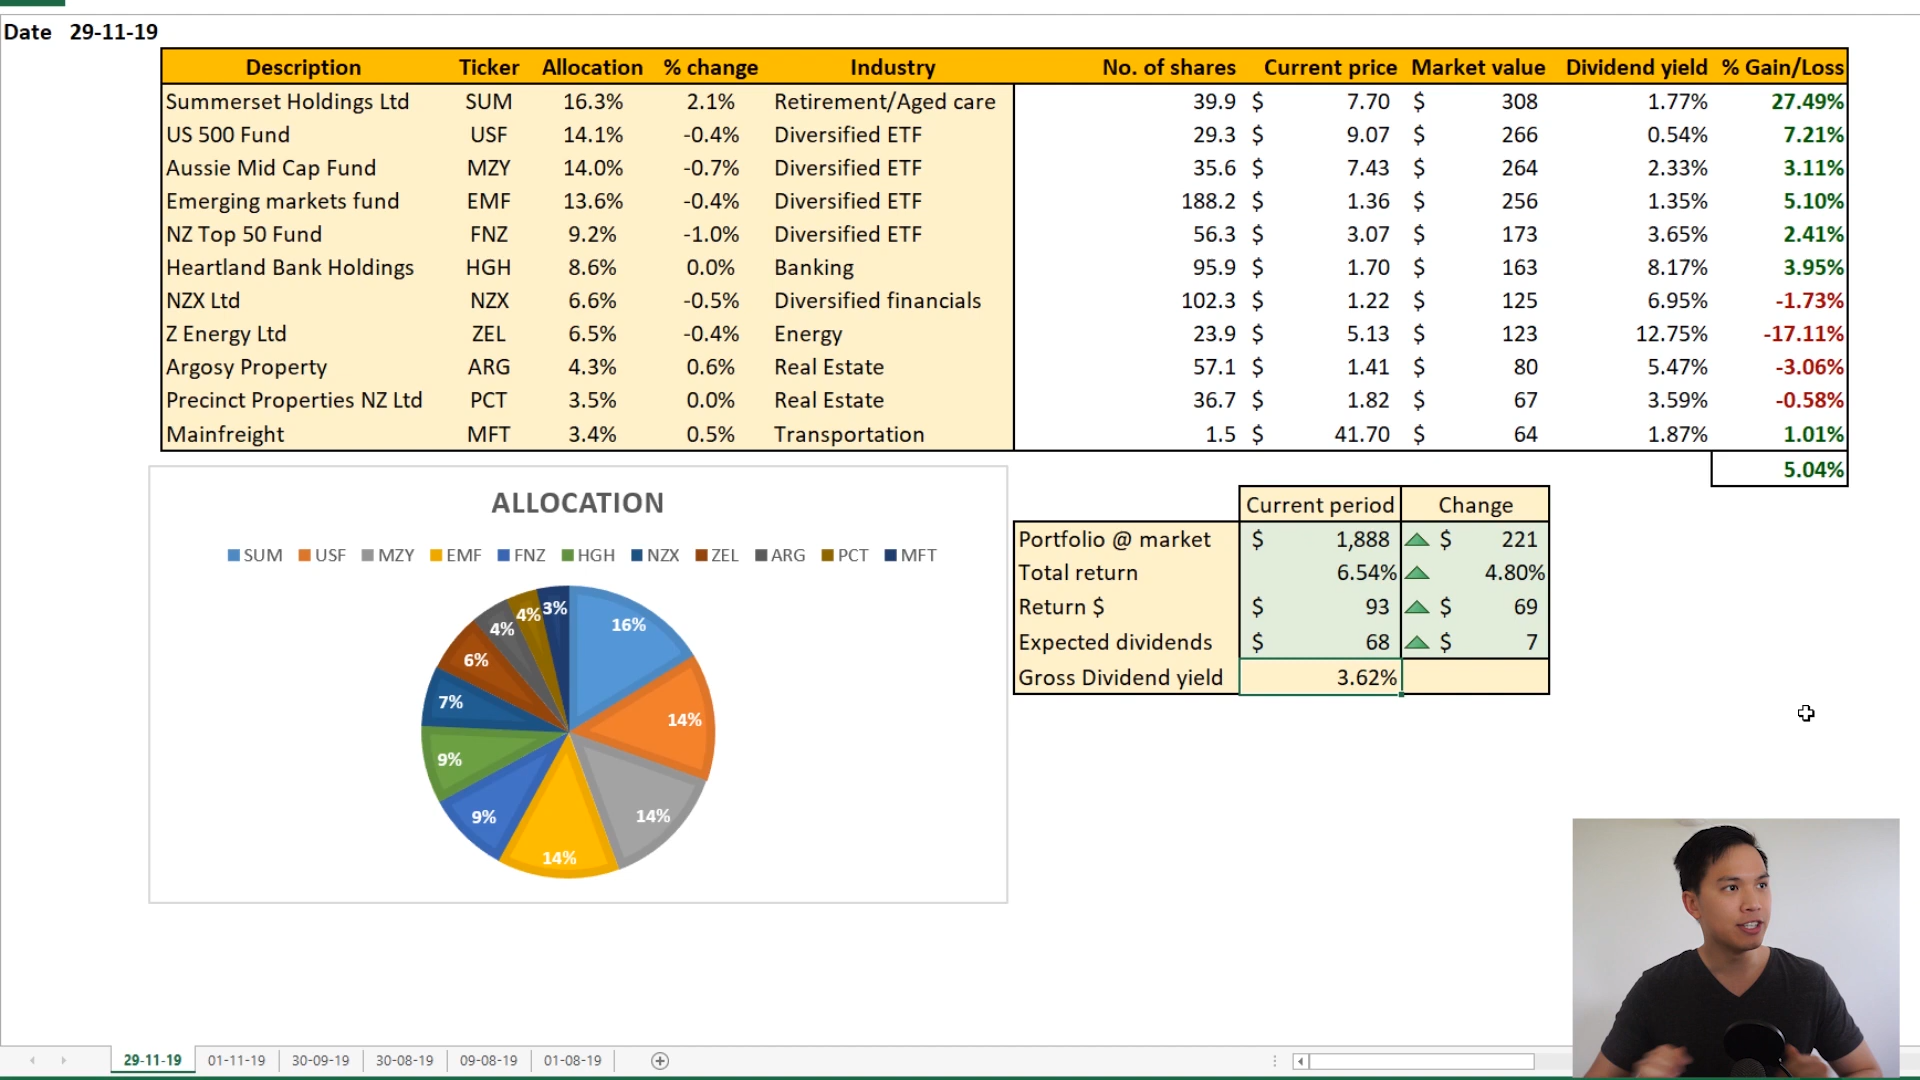 Date 29-11-19
Description Ticker Allocation % change Industry No. of shares Current price Market value Dividend yield % Gain/Loss
Summerset Holdings Ltd SUM 16.3% 2.1% Retirement/Aged care 39.9 $ 7.70 $ 308 1.77% 27.49%
US 500 Fund USF 14.1% -0.4% Diversified ETF 29.3 $ 9.07 $ 266 0.54% 7.21%
Aussie Mid Cap Fund MZY 14.0% -0.7% Diversified ETF 35.6 $ 7.43 $ 264 2.33% 3.11%
Emerging markets fund EMF 13.6% -0.4% Diversified ETF 188.2 $ 1.36 $ 256 1.35% 5.10%
NZ Top 50 Fund FNZ 9.2% -1.0% Diversified ETF 56.3 $ 3.07 $ 173 3.65% 2.41%
Heartland Bank Holdings HGH 8.6% 0.0% Banking 95.9 $ 1.70 $ 163 8.17% 3.95%
NZX Ltd NZX 6.6% -0.5% Diversified financials 102.3 $ 1.22 $ 125 6.95% -1.73%
Z Energy Ltd ZEL 6.5% -0.4% Energy 23.9 $ 5.13 $ 123 12.75% -17.11%
Argosy Property ARG 4.3% 0.6% Real Estate 57.1 $ 1.41 $ 80 5.47% -3.06%
Precinct Properties NZ Ltd PCT 3.5% 0.0% Real Estate 36.7 $ 1.82 $ 67 3.59% -0.58%
Mainfreight MFT 3.4% 0.5% Transportation 1.5 $ 41.70 $ 64 1.87% 1.01%
5.04%
ALLOCATION
SUM USF MZY EMF FNZ HGH NZX ZEL ARG PCT MFT
16%
14%
14%
14%
9%
9%
7%
6%
4%
4%
3%
Current period Change
Portfolio @ market $ 1,888 $ 221
Total return 6.54% 4.80%
Return $ $ 93 $ 69
Expected dividends $ 68 $ 7
Gross Dividend yield 3.62%
29-11-19 01-11-19 30-09-19 30-08-19 09-08-19 01-08-19